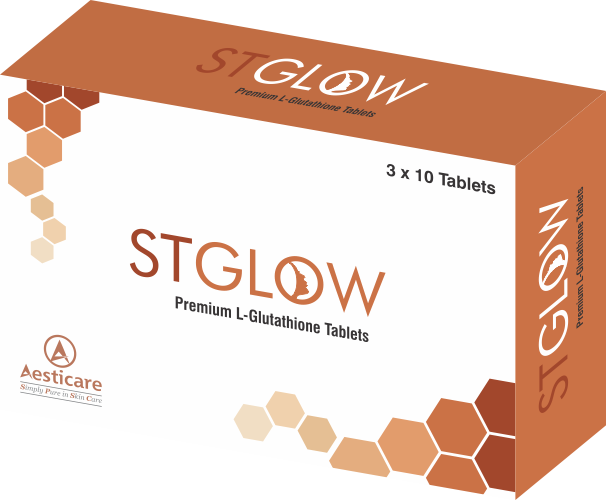 STGLOW
Premium L-Glutathione Tablets
3 x 10 Tablets
STGLOW
Premium L-Glutathione Tablets
Aesticare
Simply Pure in Skin Care
STGLOW
Premium L-Glutathione Tablets